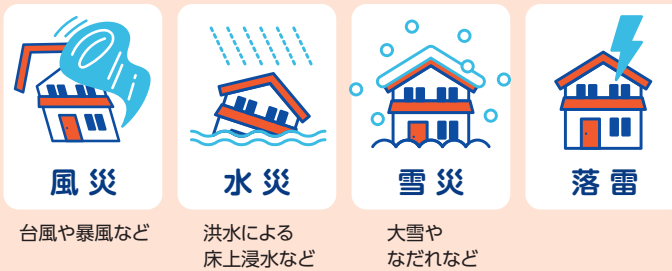 風災
水災
雪災
落雷
台風や暴風など
洪水による
床上浸水など
大雪や
なだれなど